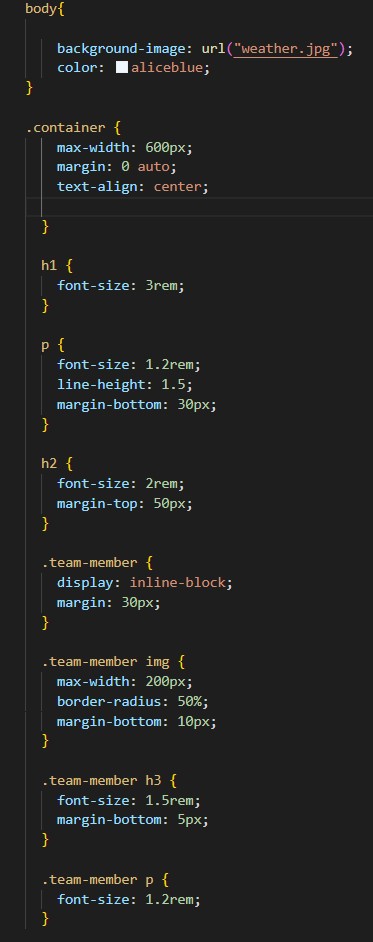 body{
background-image: url("weather.jpg");
color: aliceblue;
}
.container {
max-width: 600px;
margin: 0 auto;
text-align: center;
}
h1 {
font-size: 3rem;
}
p {
font-size: 1.2rem;
line-height: 1.5;
margin-bottom: 30px;
}
h2 {
font-size: 2rem;
margin-top: 50px;
}
.team-member {
display: inline-block;
margin: 30px;
}
.team-member img {
max-width: 200px;
border-radius: 50%;
margin-bottom: 10px;
}
.team-member h3 {
font-size: 1.5rem;
margin-bottom: 5px;
}
.team-member p {
font-size: 1.2rem;
}